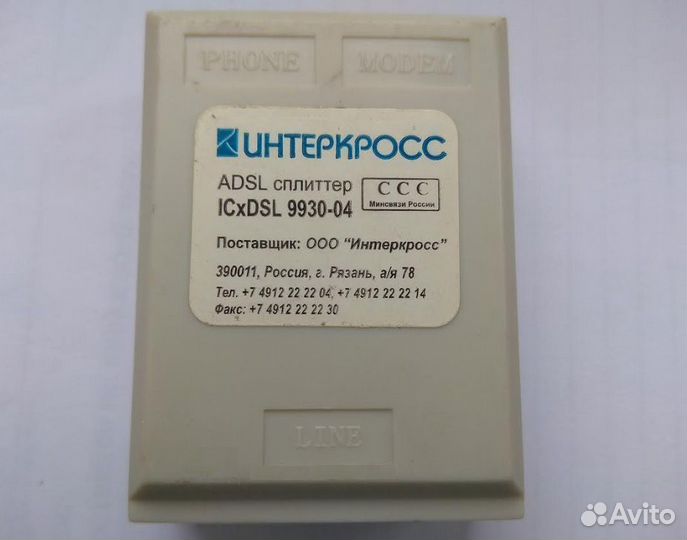 PHONE MODEM
ИНТЕРКРОСС
ADSL сплиттер
ICxDSL 9930-04
ССС
Минсвязи России
Поставщик: ООО "Интеркросс"
390011, Россия, г. Рязань, а/я 78
Тел. +7 4912 22 22 04, +7 4912 22 22 14
Факс: +7 4912 22 22 30
LINE
Avito